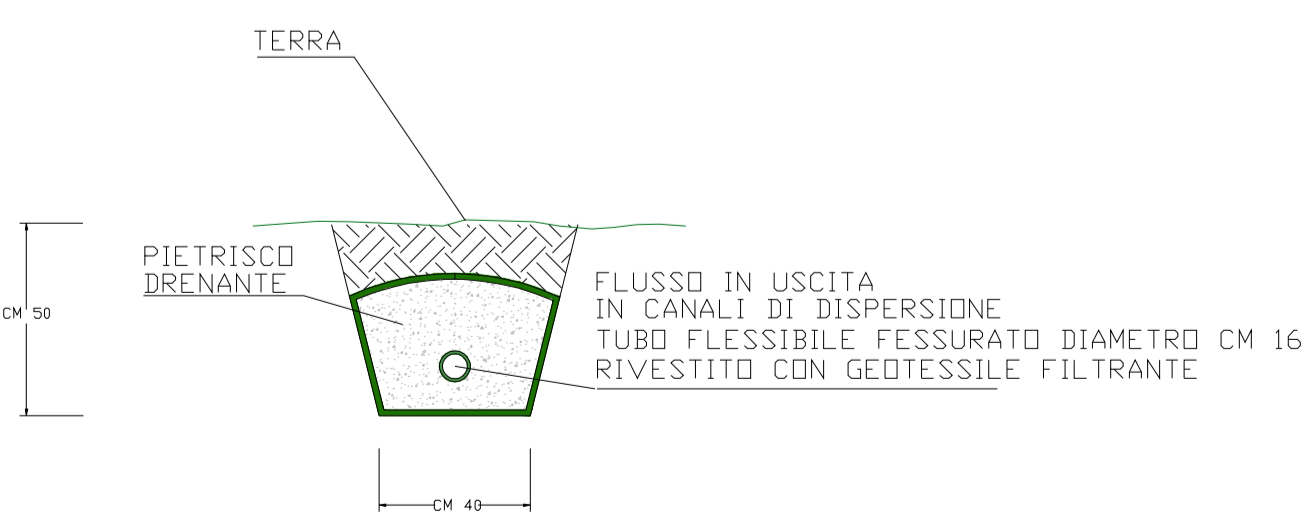 TERRA
PIETRISCO
DRENANTE
CM 50
FLUSSO IN USCITA
IN CANALI DI DISPERSIONE
TUBO FLESSIBILE FESSURATO DIAMETRO CM 16
RIVESTITO CON GEOTESSILE FILTRANTE
CM 40